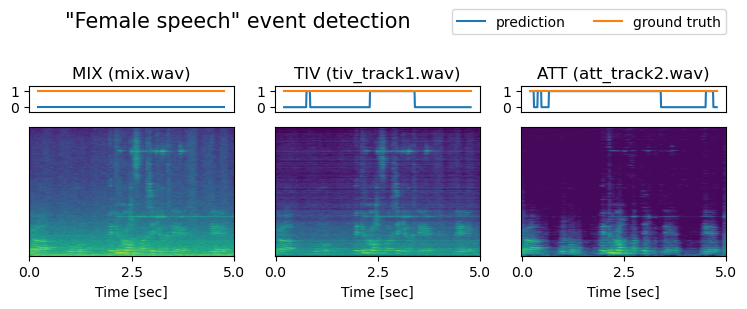 "Female speech" event detection
prediction
ground truth
MIX (mix.wav)
TIV (tiv_track1.wav)
ATT (att_track2.wav)
1
0
1
0
1
0
0.0 2.5 5.0
0.0 2.5 5.0
0.0 2.5 5.0
Time [sec]
Time [sec]
Time [sec]